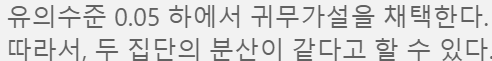 유의수준 0.05 하에서 귀무가설을 채택한다.
따라서, 두 집단의 분산이 같다고 할 수 있다.